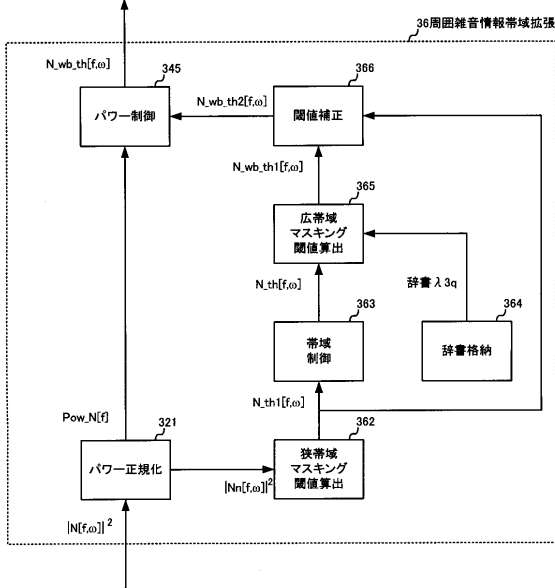 36周囲雑音情報帯域拡張
N_wb_th[f,ω]
345
パワー制御
N_wb_th2[f,ω]
366
閾値補正
N_wb_th1[f,ω]
365
広帯域
マスキング
閾値算出
N_th[f,ω]
辞書λ3q
363
帯域
制御
364
辞書格納
N_th1[f,ω]
Pow_N[f]
321
パワー正規化
362
狭帯域
マスキング
閾値算出
|Nn[f,ω]|²
|N[f,ω]|²